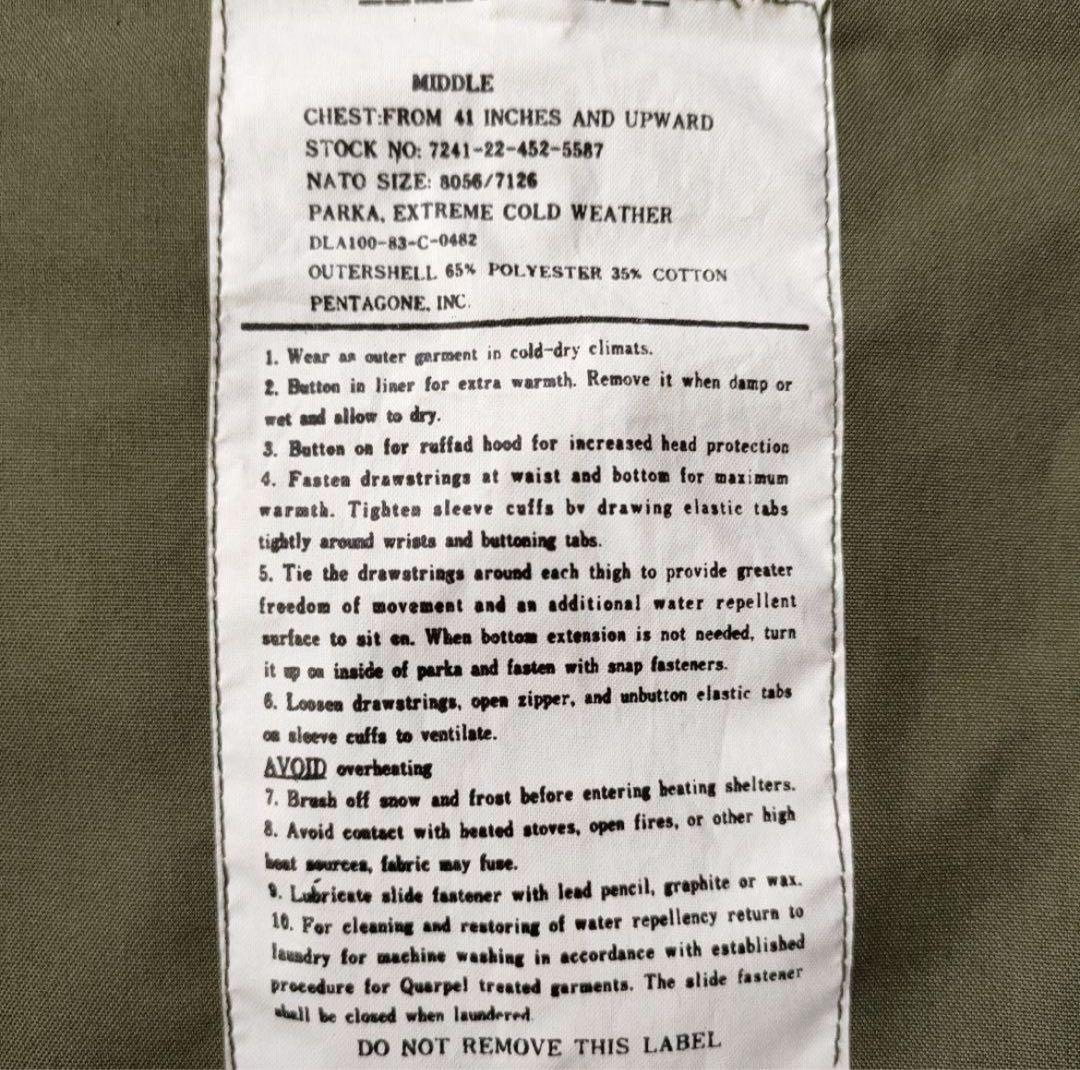 MIDDLE
CHEST:FROM 41 INCHES AND UPWARD
STOCK NO: 7241-22-452-5587
NATO SIZE: 8056/7126
PARKA, EXTREME COLD WEATHER
DLA100-83-C-0482
OUTERSHELL 65% POLYESTER 35% COTTON
PENTAGONE, INC.
1. Wear as outer garment in cold-dry climats.
2. Button in liner for extra warmth. Remove it when damp or
wet and allow to dry.
3. Button on for ruffad hood for increased head protection
4. Fasten drawstrings at waist and bottom for maximum
warmth. Tighten sleeve cuffs bv drawing elastic tabs
tightly around wrists and buttoning tabs.
5. Tie the drawstrings around each thigh to provide greater
freedom of movement and an additional water repellent
surface to sit on. When bottom extension is not needed, turn
it up on inside of parka and fasten with snap fasteners.
6. Loosen drawstrings, open zipper, and unbutton elastic tabs
on sleeve cuffs to ventilate.
AVOID overheating
7. Brush off snow and frost before entering heating shelters.
8. Avoid contact with heated stoves, open fires, or other high
heat sources, fabric may fuse.
9. Lubricate slide fastener with lead pencil, graphite or wax.
10. For cleaning and restoring of water repellency return to
laundry for machine washing in accordance with established
procedure for Quarpel treated garments. The slide fastener
shall be closed when laundered.
DO NOT REMOVE THIS LABEL